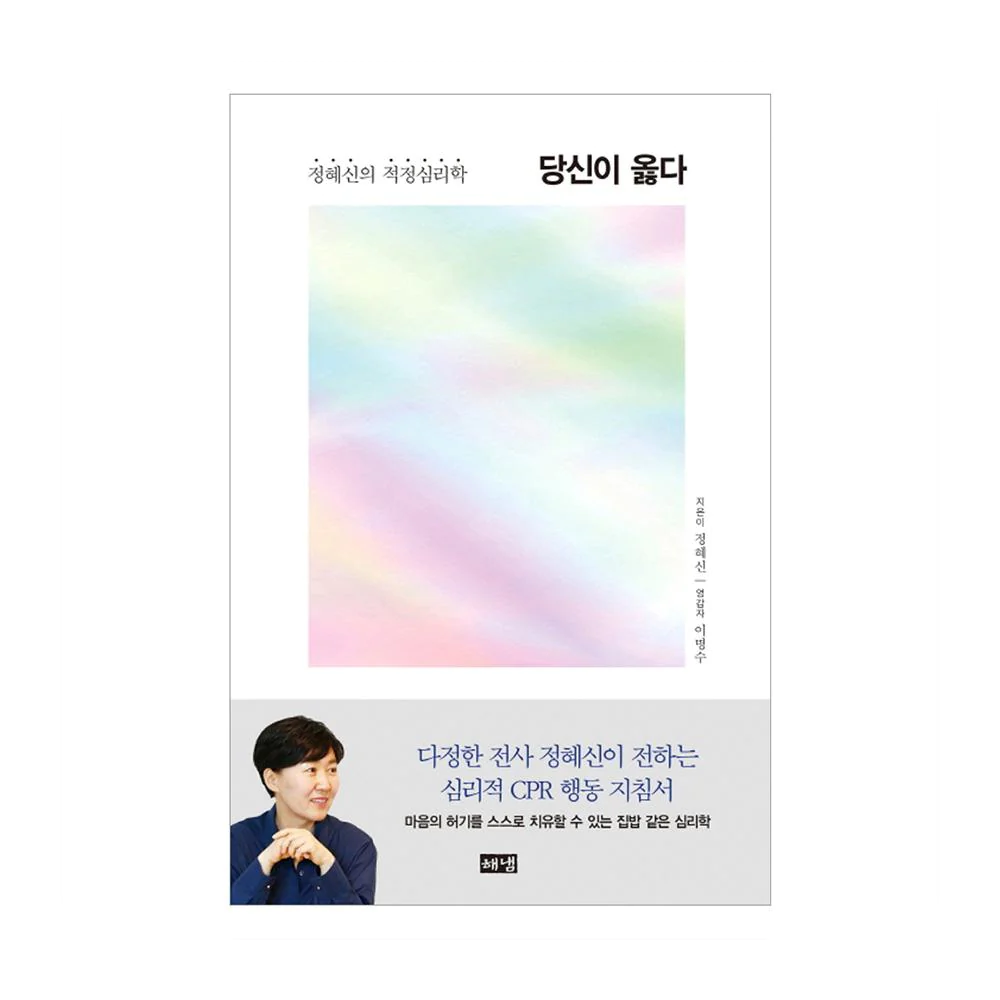 정혜신의 적정심리학
당신이 옳다
지은이 정혜신 | 영감자 이명수
다정한 전사 정혜신이 전하는
심리적 CPR 행동 지침서
마음의 허기를 스스로 치유할 수 있는 집밥 같은 심리학
해냄